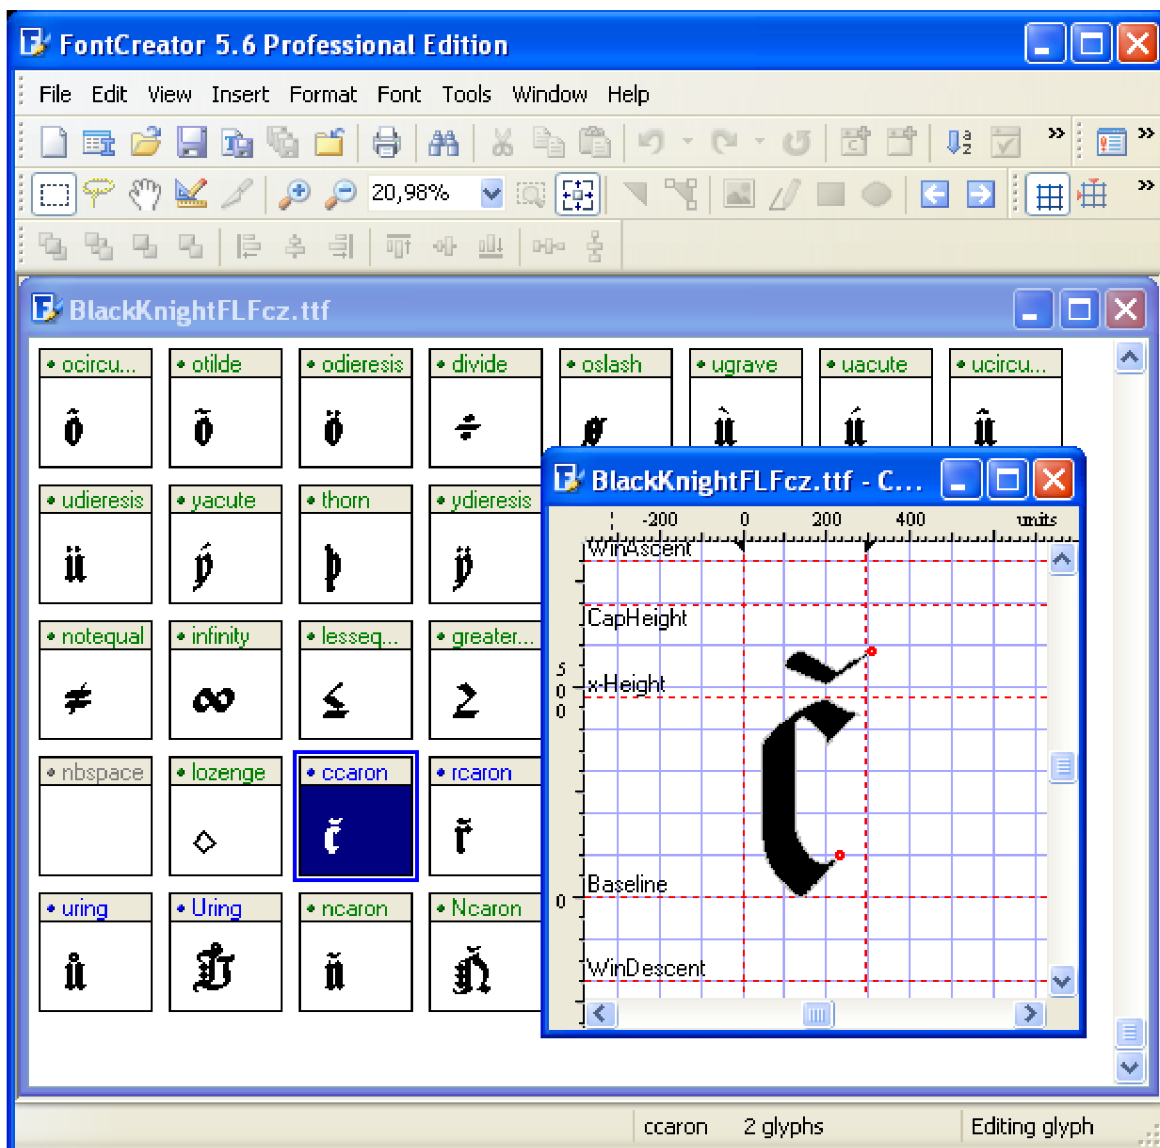 FontCreator 5.6 Professional Edition
File Edit View Insert Format Font Tools Window Help
20,98%
BlackKnightFLFcz.ttf
ocircu... otilde odieresis divide oslash ugrave uacute ucircu...
ô õ ö ÷ ø ù ú û
udieresis yacute thorn ydieresis
ü ý þ ÿ
notequal infinity lesseq... greater...
≠ ∞ ≤ ≥
nbspace lozenge ccaron rcaron
◊ č ř
uring Uring ncaron Ncaron
ů Ů ň Ň
BlackKnightFLFcz.ttf - C...
-200 0 200 400 units
WinAscent
CapHeight
500
x-Height
č
Baseline
0
WinDescent
ccaron 2 glyphs Editing glyph